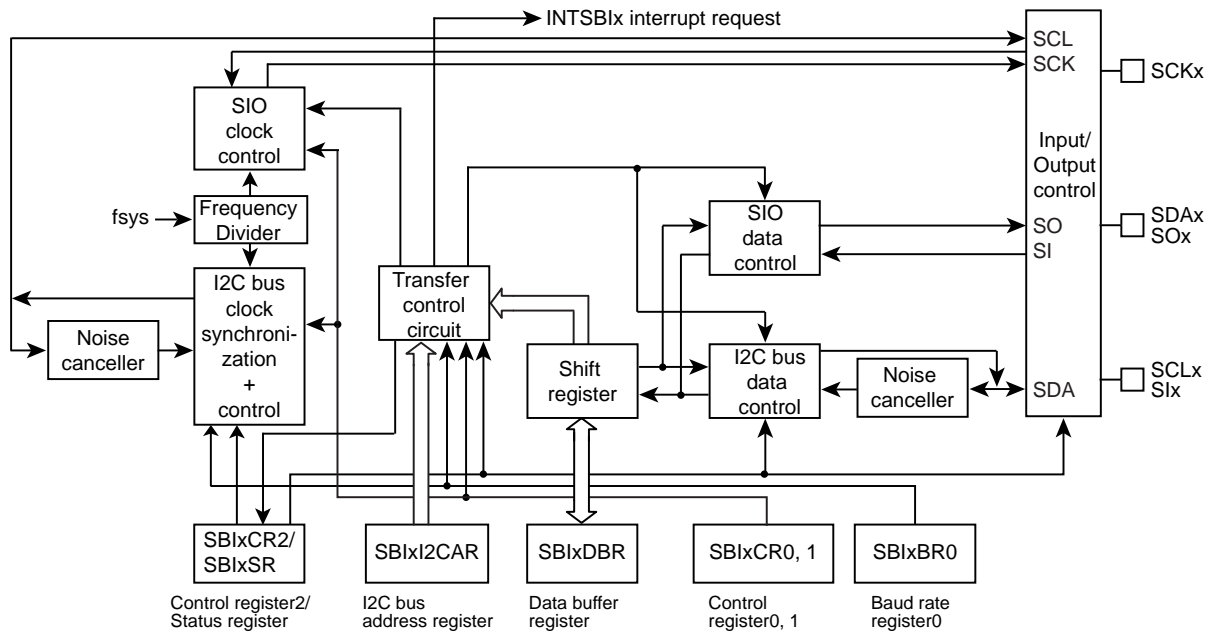 INTSBIx interrupt request
SCL
SCK
SCKx
SIO
clock
control
Input/
Output
control
fsys
Frequency
Divider
SIO
data
control
SO
SI
SDAx
SOx
I2C bus
clock
synchroni-
zation
+
control
Transfer
control
circuit
Noise
canceller
Shift
register
I2C bus
data
control
Noise
canceller
SDA
SCLx
SIx
SBIxCR2/
SBIxSR
SBIxI2CAR
SBIxDBR
SBIxCR0, 1
SBIxBR0
Control register2/
Status register
I2C bus
address register
Data buffer
register
Control
register0, 1
Baud rate
register0